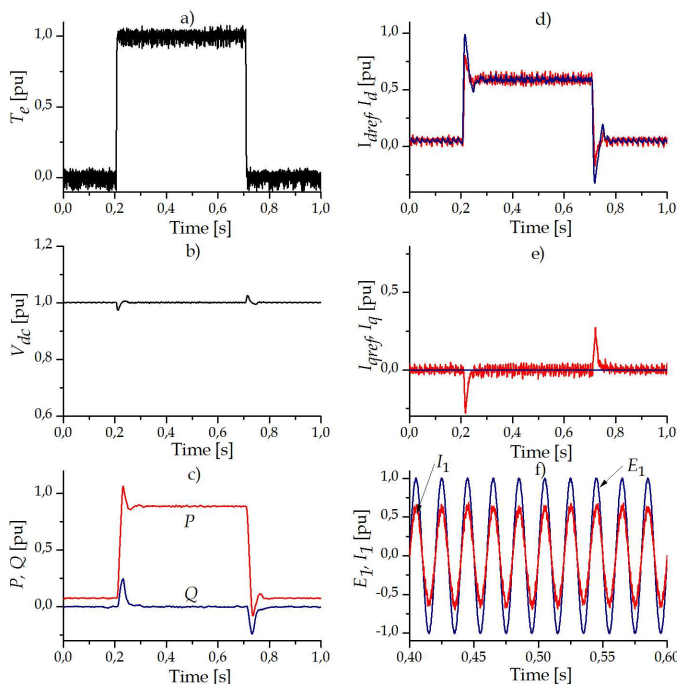 a)
1,0
0,5
0,0
T_e [pu]
0,0 0,2 0,4 0,6 0,8 1,0
Time [s]
b)
1,2
1,0
0,8
0,6
V_dc [pu]
0,0 0,2 0,4 0,6 0,8 1,0
Time [s]
c)
1,0
0,5
0,0
P, Q [pu]
P
Q
0,0 0,2 0,4 0,6 0,8 1,0
Time [s]
d)
1,0
0,5
0,0
I_dref, I_d [pu]
0,0 0,2 0,4 0,6 0,8 1,0
Time [s]
e)
0,5
0,0
I_qref, I_q [pu]
0,0 0,2 0,4 0,6 0,8 1,0
Time [s]
f)
I_1
E_1
1,0
0,5
0,0
-0,5
-1,0
E_1, I_1 [pu]
0,40 0,45 0,50 0,55 0,60
Time [s]